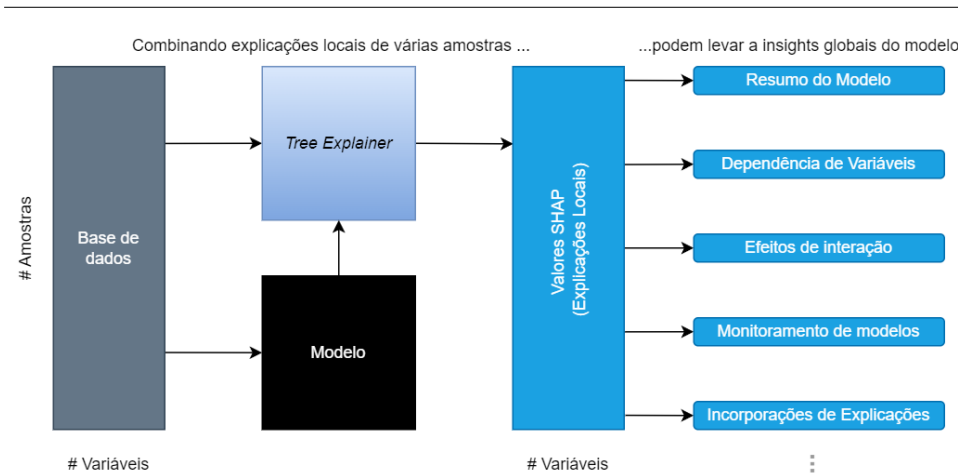 Combinando explicações locais de várias amostras ...
...podem levar a insights globais do modelo
# Amostras
Base de
dados
Tree Explainer
Modelo
Valores SHAP
(Explicações Locais)
Resumo do Modelo
Dependência de Variáveis
Efeitos de interação
Monitoramento de modelos
Incorporações de Explicações
# Variáveis
# Variáveis